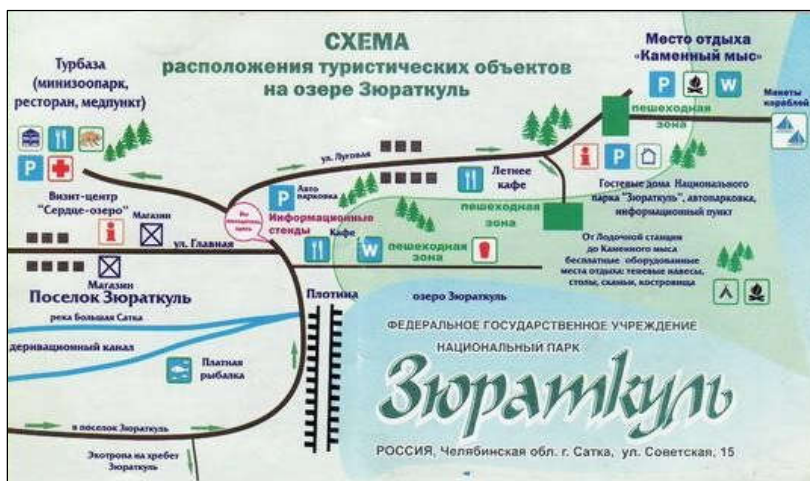 СХЕМА
расположения туристических объектов
на озере Зюраткуль
Турбаза
(минизоопарк,
ресторан, медпункт)
Место отдыха
«Каменный мыс»
P
W
Макеты
кораблей
пешеходная
зона
P
ул. Луговая
Летнее
кафе
i
P
Гостевые дома Национального
парка "Зюраткуль", автопарковка,
информационный пункт
Визит-центр
"Сердце-озеро"
i
Магазин
P
Авто
парковка
Вы
находитесь
здесь
Информационные
стенды
Кафе
W
пешеходная
зона
пешеходная
зона
ул. Главная
Магазин
От Лодочной станции
до Каменного мыса
бесплатные оборудованные
места отдыха: теневые навесы,
столы, скамьи, костровища
Поселок Зюраткуль
Плотина
озеро Зюраткуль
река Большая Сатка
деривационный канал
Платная
рыбалка
ФЕДЕРАЛЬНОЕ ГОСУДАРСТВЕННОЕ УЧРЕЖДЕНИЕ
НАЦИОНАЛЬНЫЙ ПАРК
Зюраткуль
РОССИЯ, Челябинская обл. г. Сатка, ул. Советская, 15
в поселок Зюраткуль
Экотропа на хребет
Зюраткуль